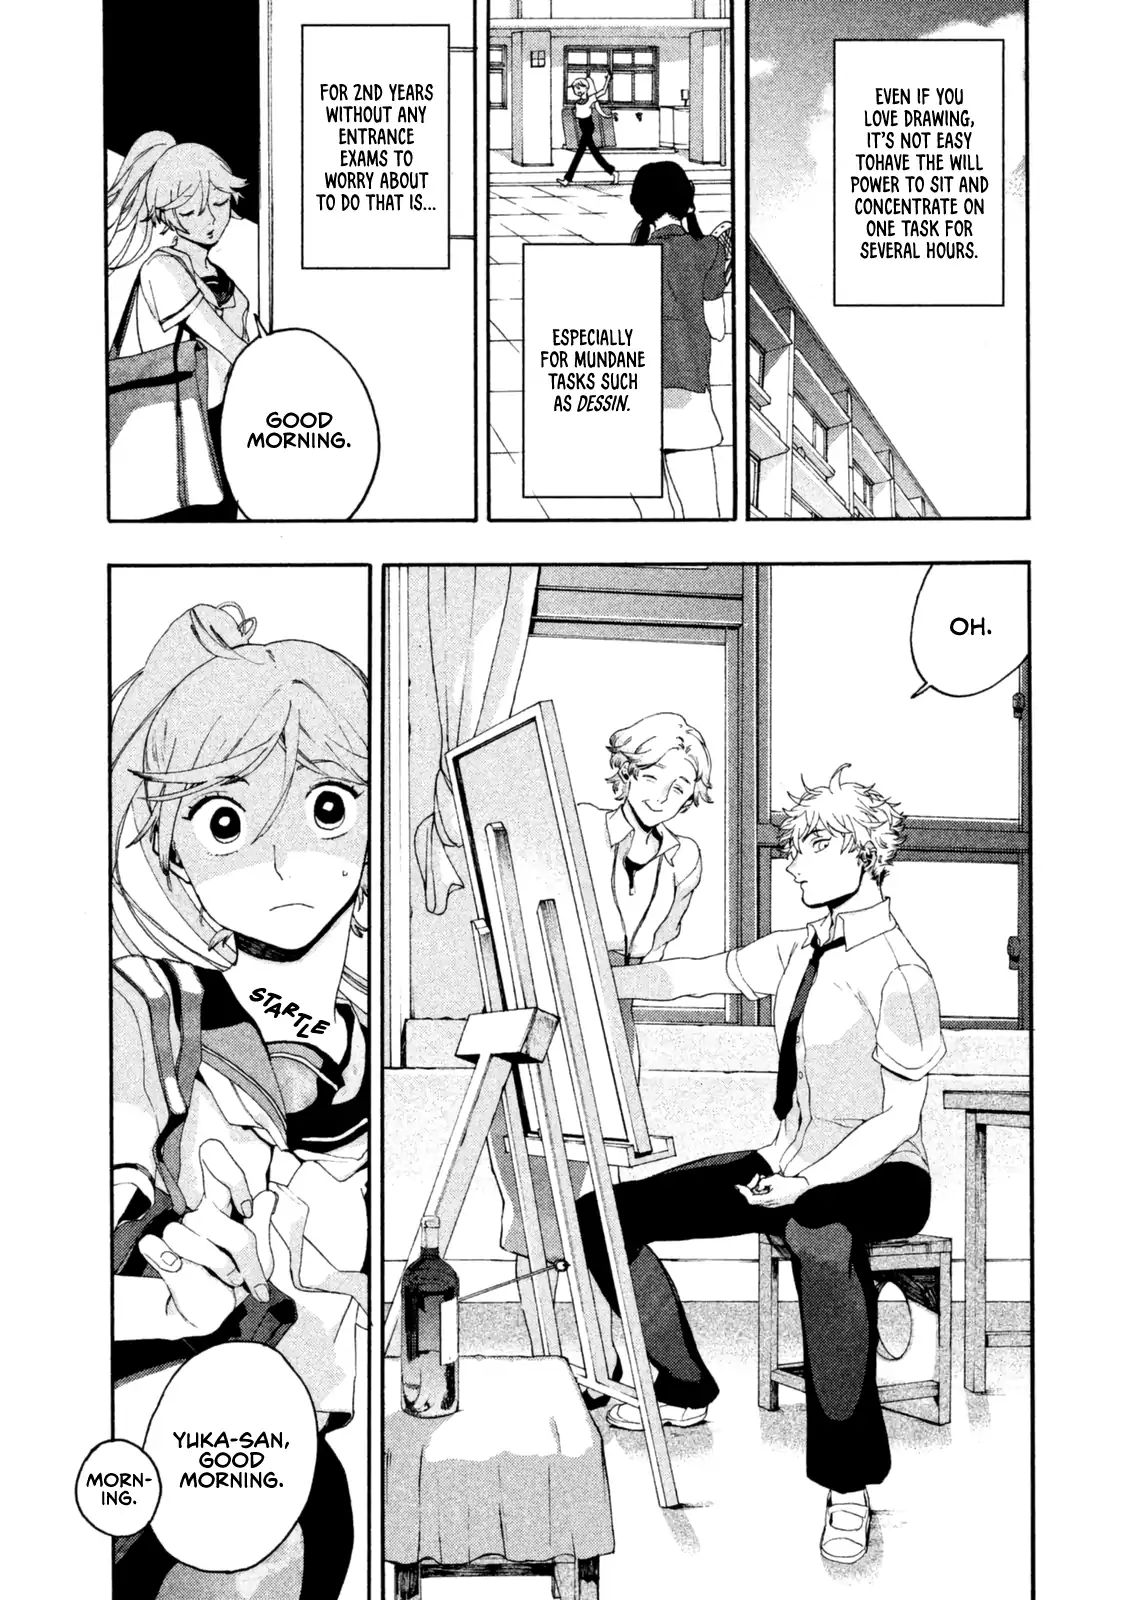 EVEN IF YOU
LOVE DRAWING,
IT'S NOT EASY
TOHAVE THE WILL
POWER TO SIT AND
CONCENTRATE ON
ONE TASK FOR
SEVERAL HOURS.
ESPECIALLY
FOR MUNDANE
TASKS SUCH
AS DESSIN.
FOR 2ND YEARS
WITHOUT ANY
ENTRANCE
EXAMS TO
WORRY ABOUT
TO DO THAT IS...
GOOD
MORNING.
OH.
STARTLE
YUKA-SAN,
GOOD
MORNING.
MORN-
ING.